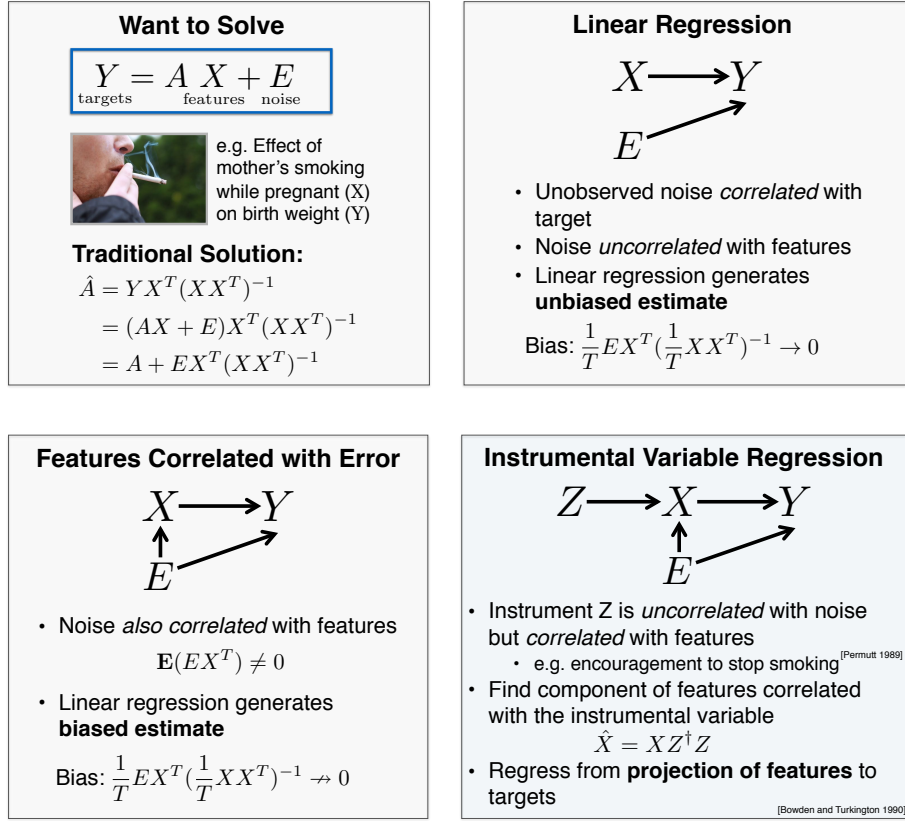 Want to Solve
Y = A X + E
targets features noise
e.g. Effect of
mother's smoking
while pregnant (X)
on birth weight (Y)
Traditional Solution:
Â = YX^T(XX^T)^{-1}
= (AX + E)X^T(XX^T)^{-1}
= A + EX^T(XX^T)^{-1}
Linear Regression
X Y
E
• Unobserved noise correlated with
target
• Noise uncorrelated with features
• Linear regression generates
unbiased estimate
Bias: \frac{1}{T}EX^T(\frac{1}{T}XX^T)^{-1} → 0
Features Correlated with Error
X Y
E
• Noise also correlated with features
E(EX^T) ≠ 0
• Linear regression generates
biased estimate
Bias: \frac{1}{T}EX^T(\frac{1}{T}XX^T)^{-1} ↛ 0
Instrumental Variable Regression
Z X Y
E
• Instrument Z is uncorrelated with noise
but correlated with features
• e.g. encouragement to stop smoking [Permutt 1989]
• Find component of features correlated
with the instrumental variable
X̂ = XZ^†Z
• Regress from projection of features to
targets
[Bowden and Turkington 1990]